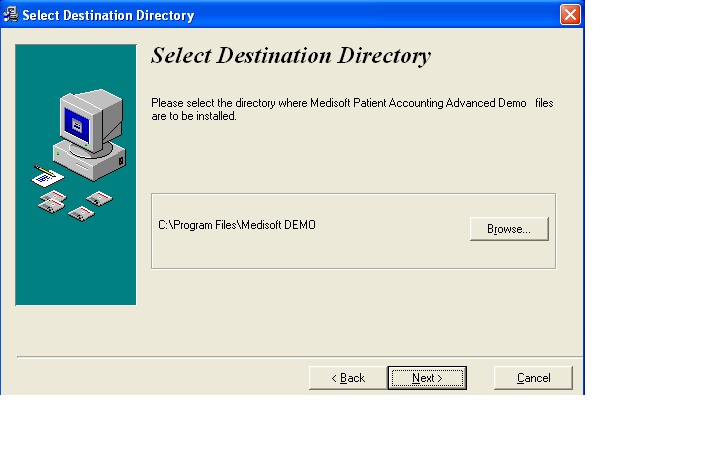 Select Destination Directory
Select Destination Directory
Please select the directory where Medisoft Patient Accounting Advanced Demo files
are to be installed.
C:\Program Files\Medisoft DEMO
Browse...
< Back
Next >
Cancel